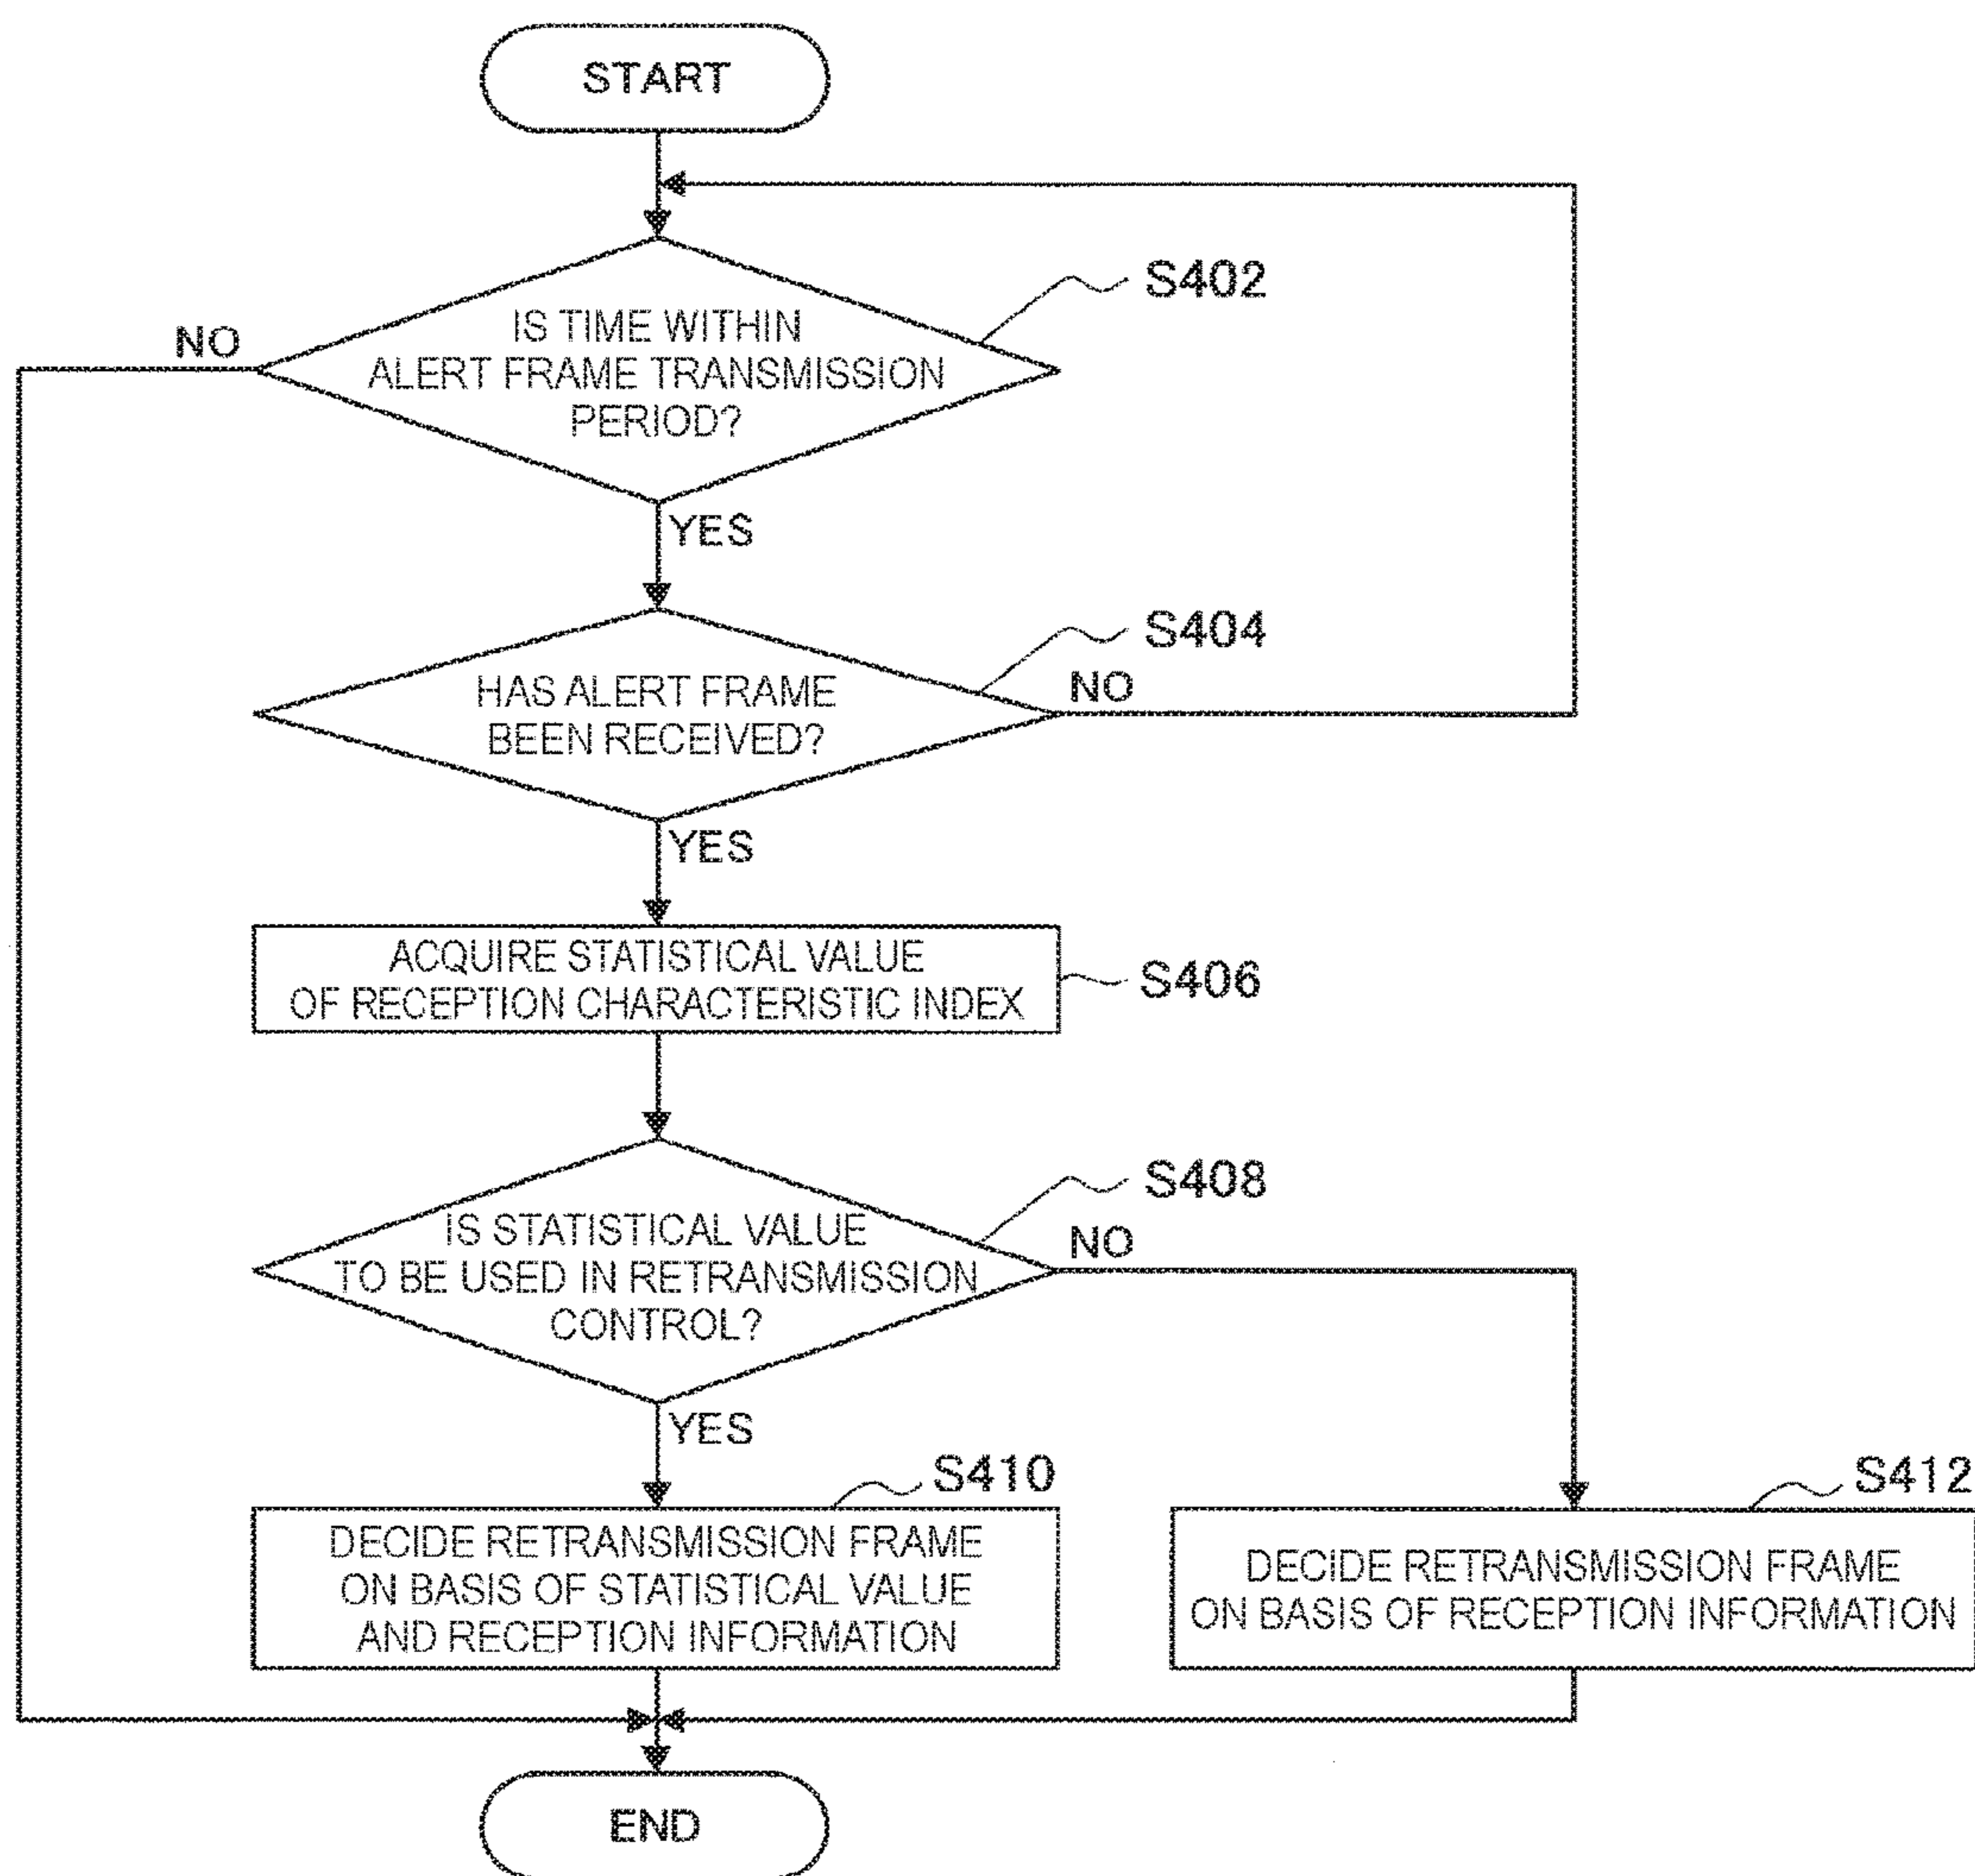 START
S402
NO
IS TIME WITHIN
ALERT FRAME TRANSMISSION
PERIOD?
YES
S404
NO
HAS ALERT FRAME
BEEN RECEIVED?
YES
ACQUIRE STATISTICAL VALUE
OF RECEPTION CHARACTERISTIC INDEX
S406
S408
NO
IS STATISTICAL VALUE
TO BE USED IN RETRANSMISSION
CONTROL?
YES
S410
S412
DECIDE RETRANSMISSION FRAME
ON BASIS OF STATISTICAL VALUE
AND RECEPTION INFORMATION
DECIDE RETRANSMISSION FRAME
ON BASIS OF RECEPTION INFORMATION
END